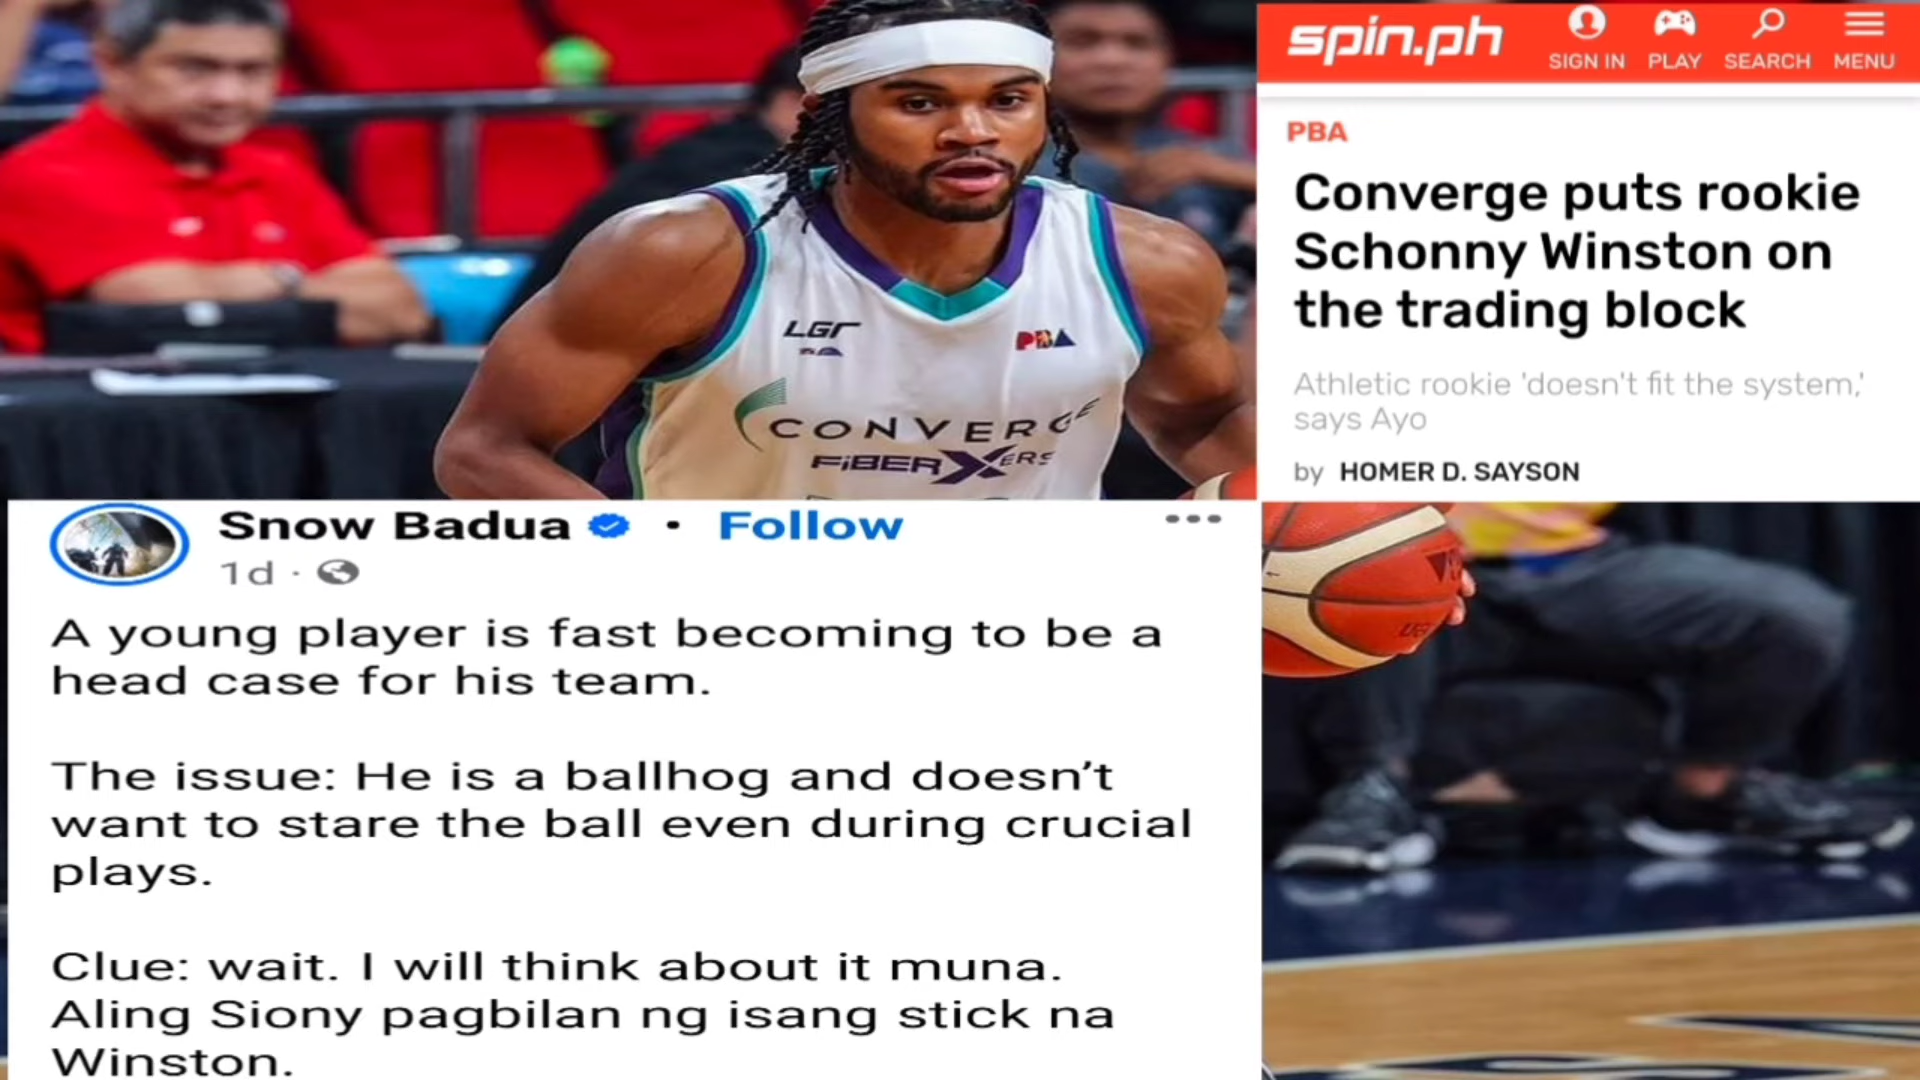 LGR
PBA
CONVERGE
FiBERXERS
spin.ph
SIGN IN
PLAY
SEARCH
MENU
PBA
Converge puts rookie
Schonny Winston on
the trading block
Athletic rookie 'doesn't fit the system,'
says Ayo
by HOMER D. SAYSON
Snow Badua · Follow
1d ·
A young player is fast becoming to be a
head case for his team.
The issue: He is a ballhog and doesn’t
want to stare the ball even during crucial
plays.
Clue: wait. I will think about it muna.
Aling Siony pagbilan ng isang stick na
Winston.